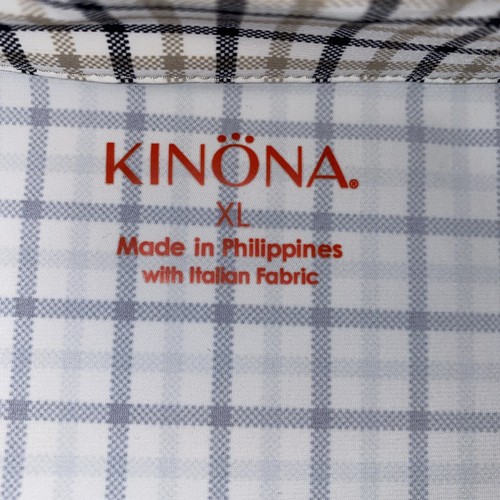 KINÖNA®
XL
Made in Philippines
with Italian Fabric